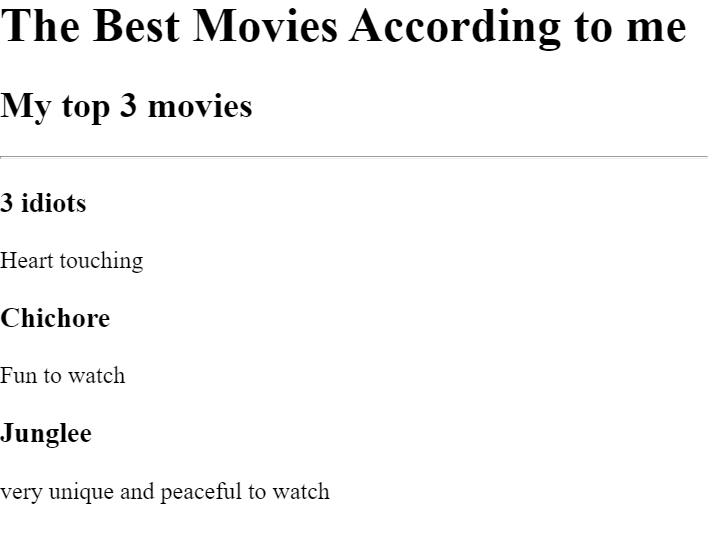 The Best Movies According to me
My top 3 movies
3 idiots
Heart touching
Chichore
Fun to watch
Junglee
very unique and peaceful to watch